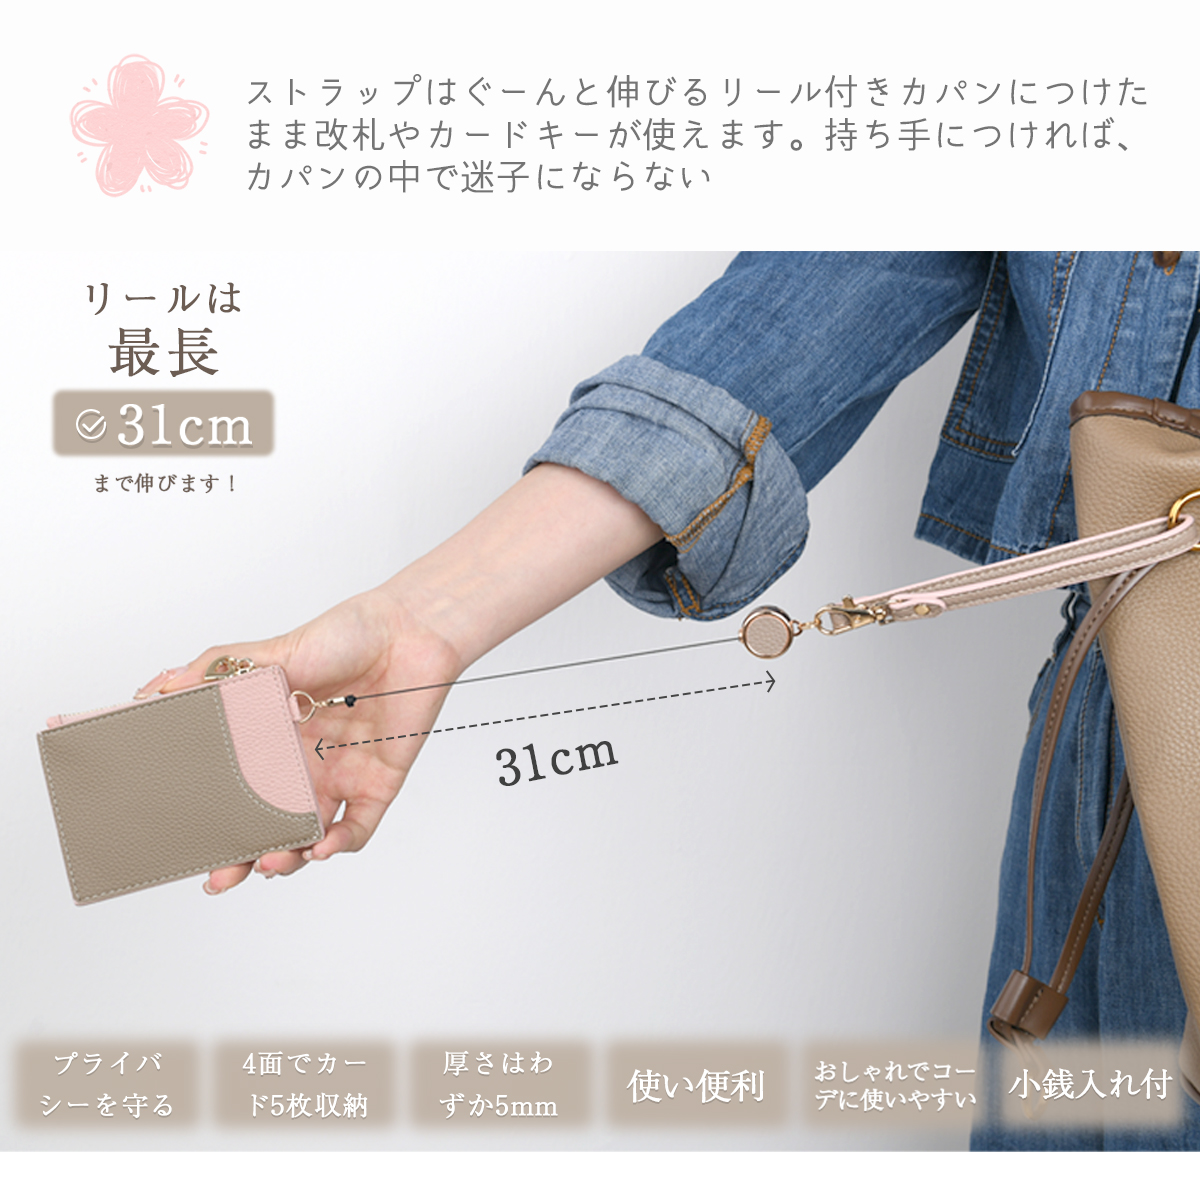 ストラップはぐーんと伸びるリール付きカパンにつけた
まま改札やカードキーが使えます。持ち手につければ、
カパンの中で迷子にならない
リールは
最長
31cm
まで伸びます！
31cm
プライバ
シーを守る
4面でカー
ド5枚収納
厚さはわ
ずか5mm
使い便利
おしゃれでコー
デに使いやすい
小銭入れ付